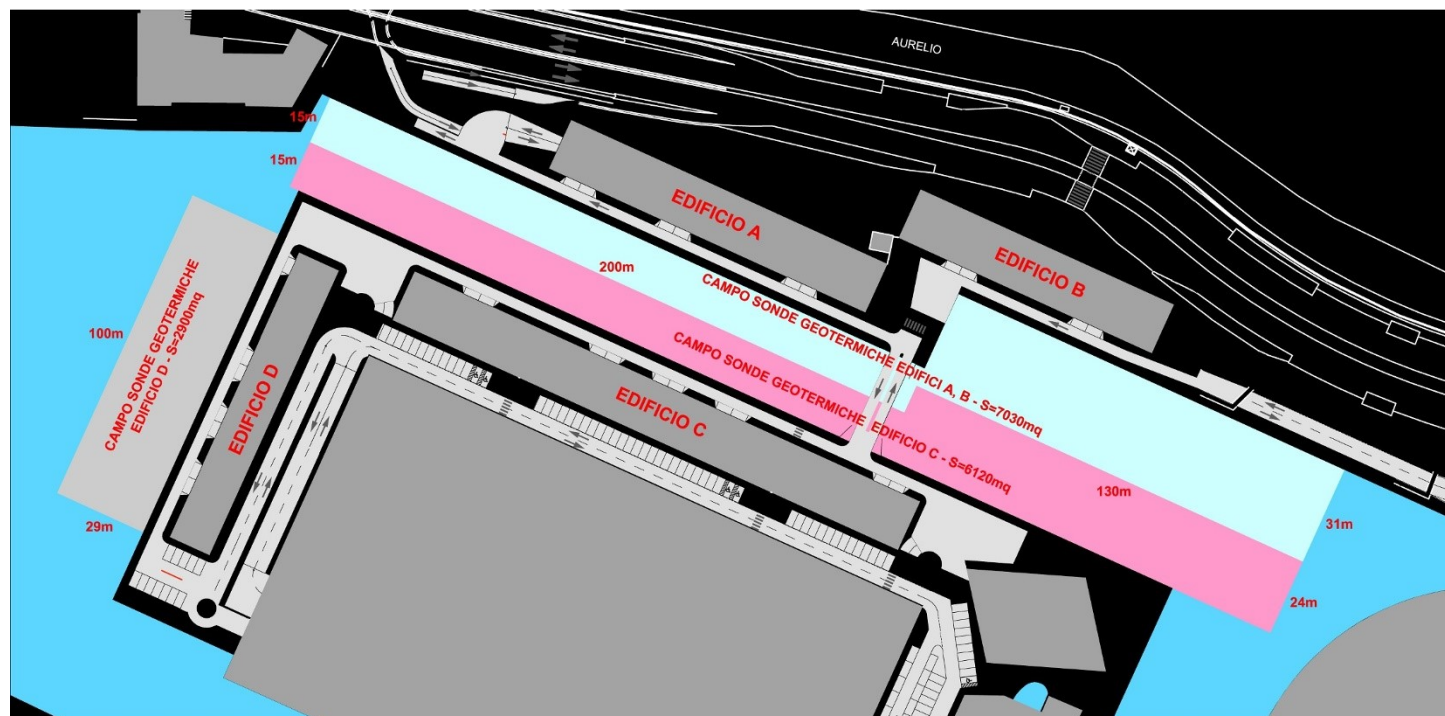 AURELIO
15m
15m
EDIFICIO A
EDIFICIO B
200m
CAMPO SONDE GEOTERMICHE EDIFICI A, B - S=7030mq
CAMPO SONDE GEOTERMICHE EDIFICIO C - S=6120mq
CAMPO SONDE GEOTERMICHE
EDIFICIO D - S=2900mq
100m
EDIFICIO D
EDIFICIO C
130m
29m
31m
24m